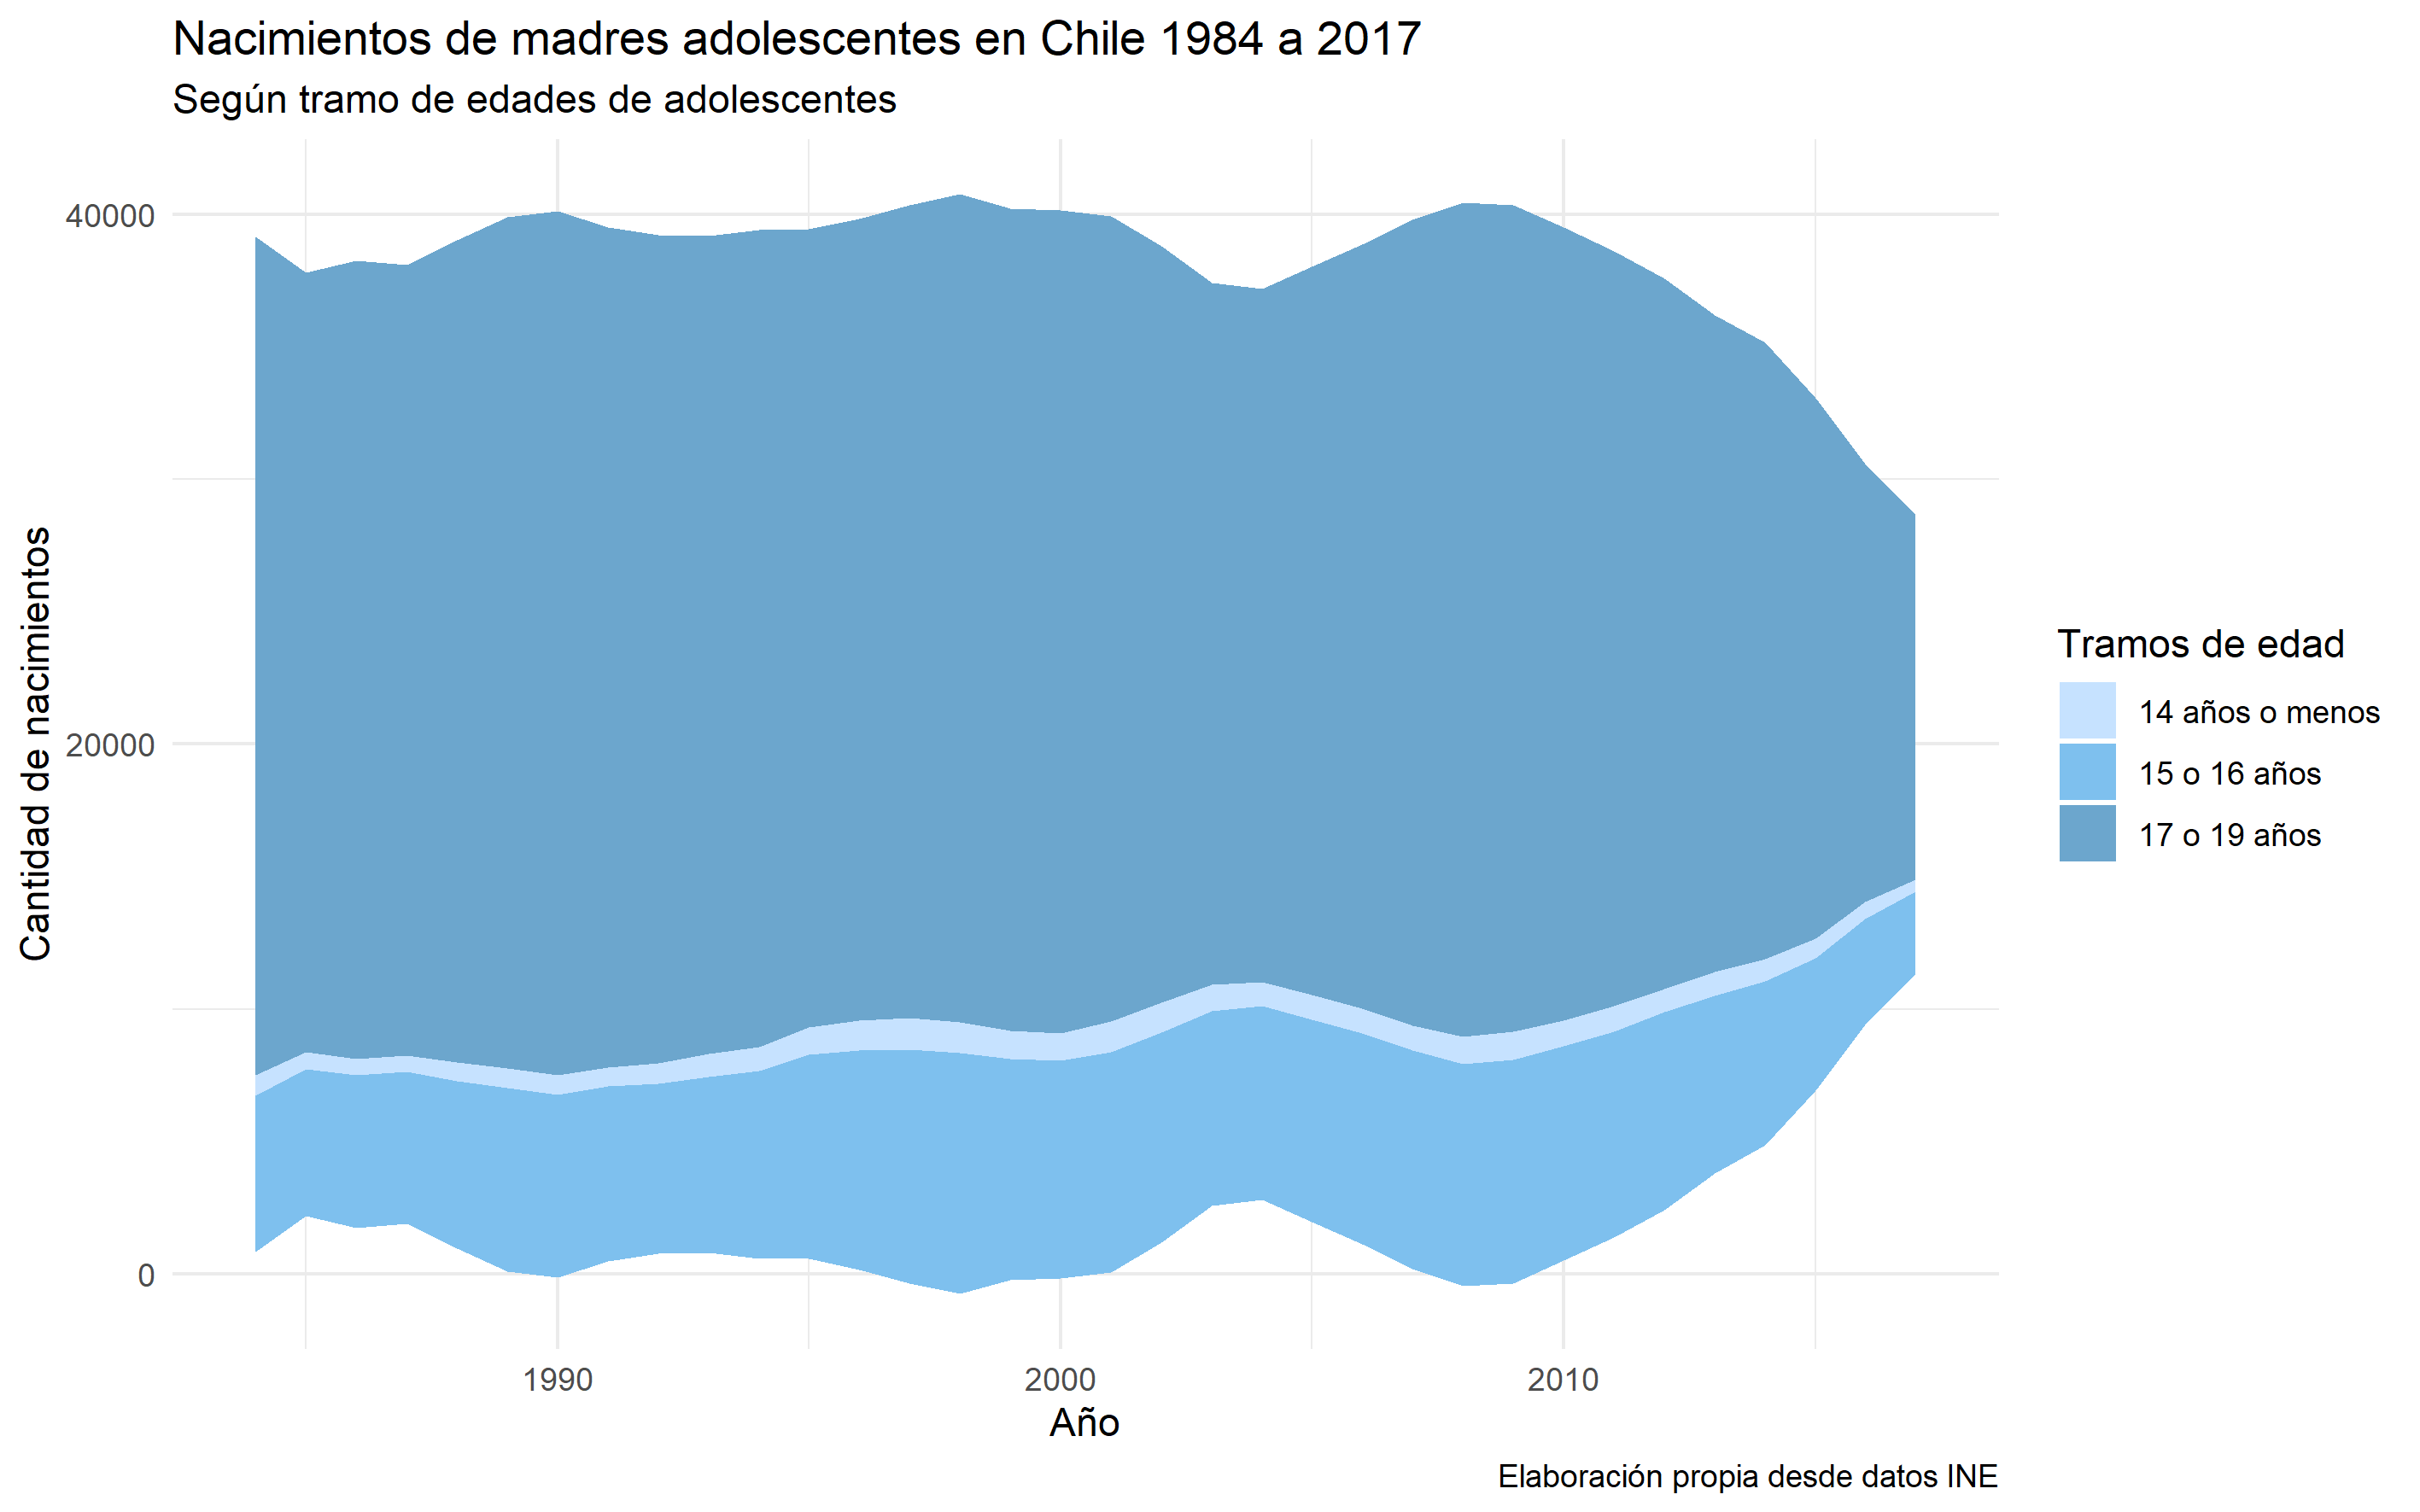 Nacimientos de madres adolescentes en Chile 1984 a 2017
Según tramo de edades de adolescentes
Cantidad de nacimientos
40000
20000
0
1990
2000
2010
Año
Tramos de edad
14 años o menos
15 o 16 años
17 o 19 años
Elaboración propia desde datos INE